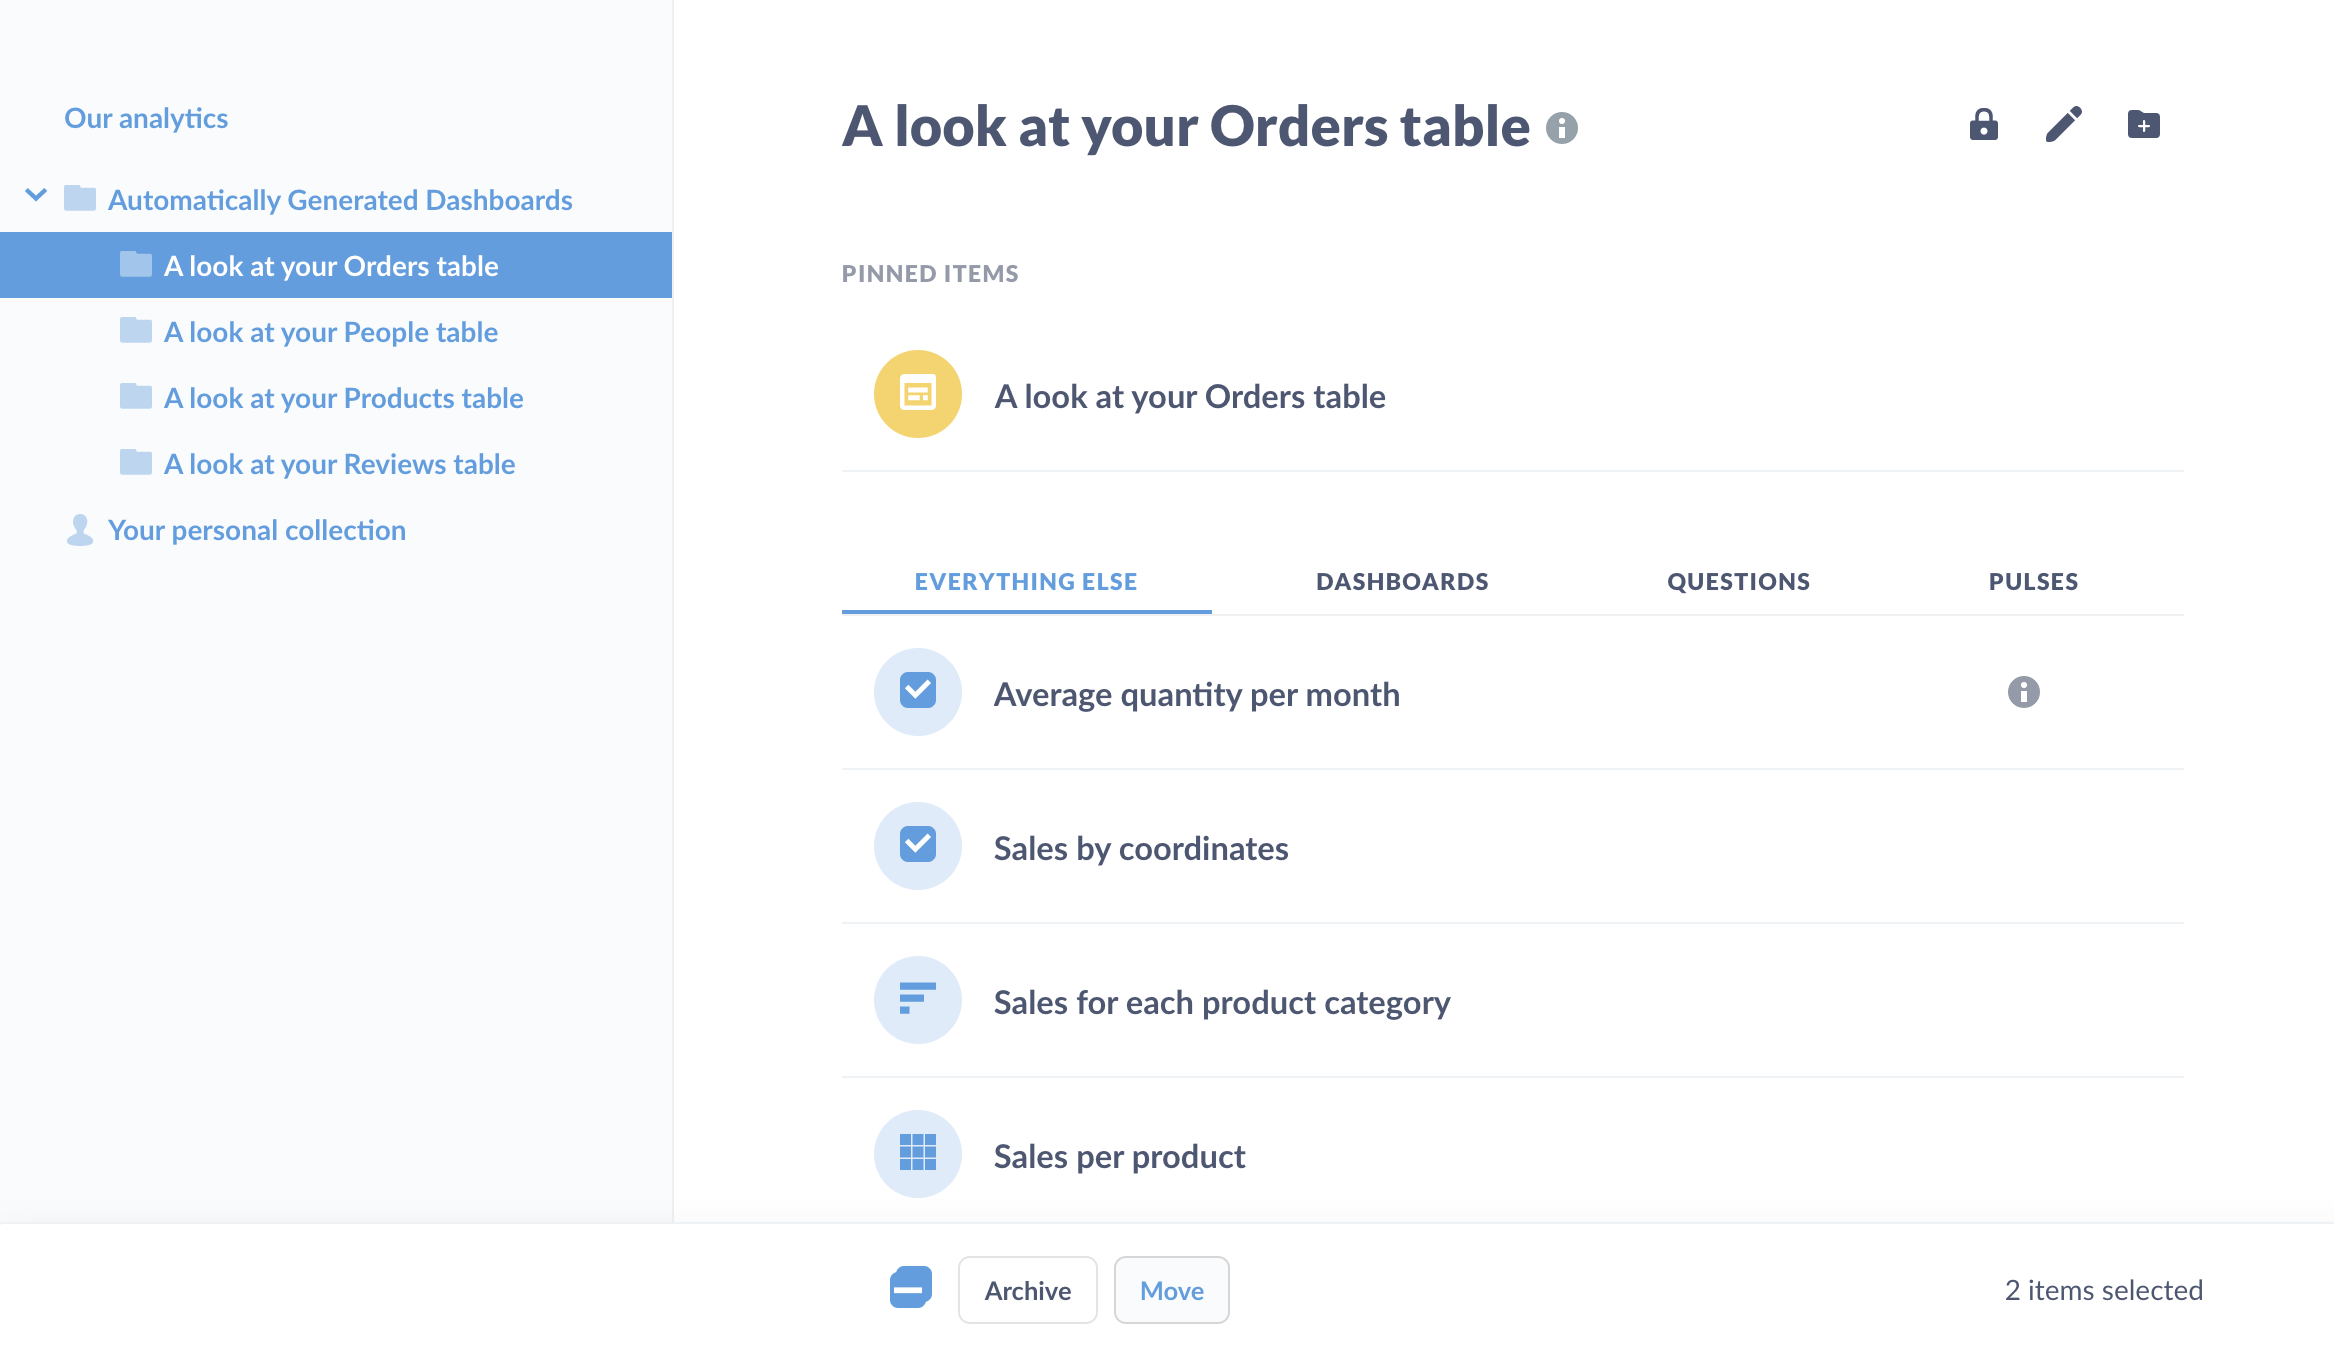 Our analytics
Automatically Generated Dashboards
A look at your Orders table
A look at your People table
A look at your Products table
A look at your Reviews table
Your personal collection
A look at your Orders table
PINNED ITEMS
A look at your Orders table
EVERYTHING ELSE DASHBOARDS QUESTIONS PULSES
Average quantity per month
Sales by coordinates
Sales for each product category
Sales per product
Archive Move 2 items selected